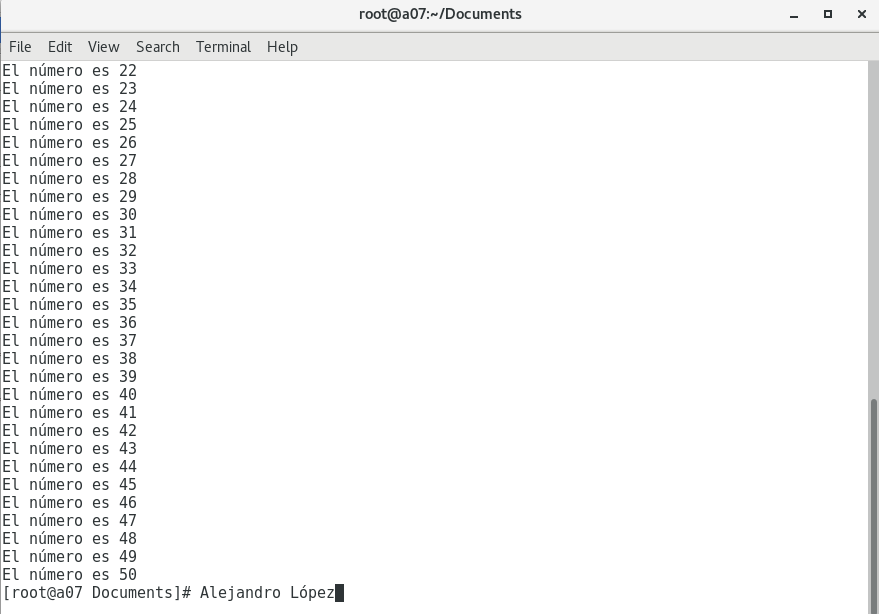 root@a07:~/Documents
File Edit View Search Terminal Help
El número es 22
El número es 23
El número es 24
El número es 25
El número es 26
El número es 27
El número es 28
El número es 29
El número es 30
El número es 31
El número es 32
El número es 33
El número es 34
El número es 35
El número es 36
El número es 37
El número es 38
El número es 39
El número es 40
El número es 41
El número es 42
El número es 43
El número es 44
El número es 45
El número es 46
El número es 47
El número es 48
El número es 49
El número es 50
[root@a07 Documents]# Alejandro López